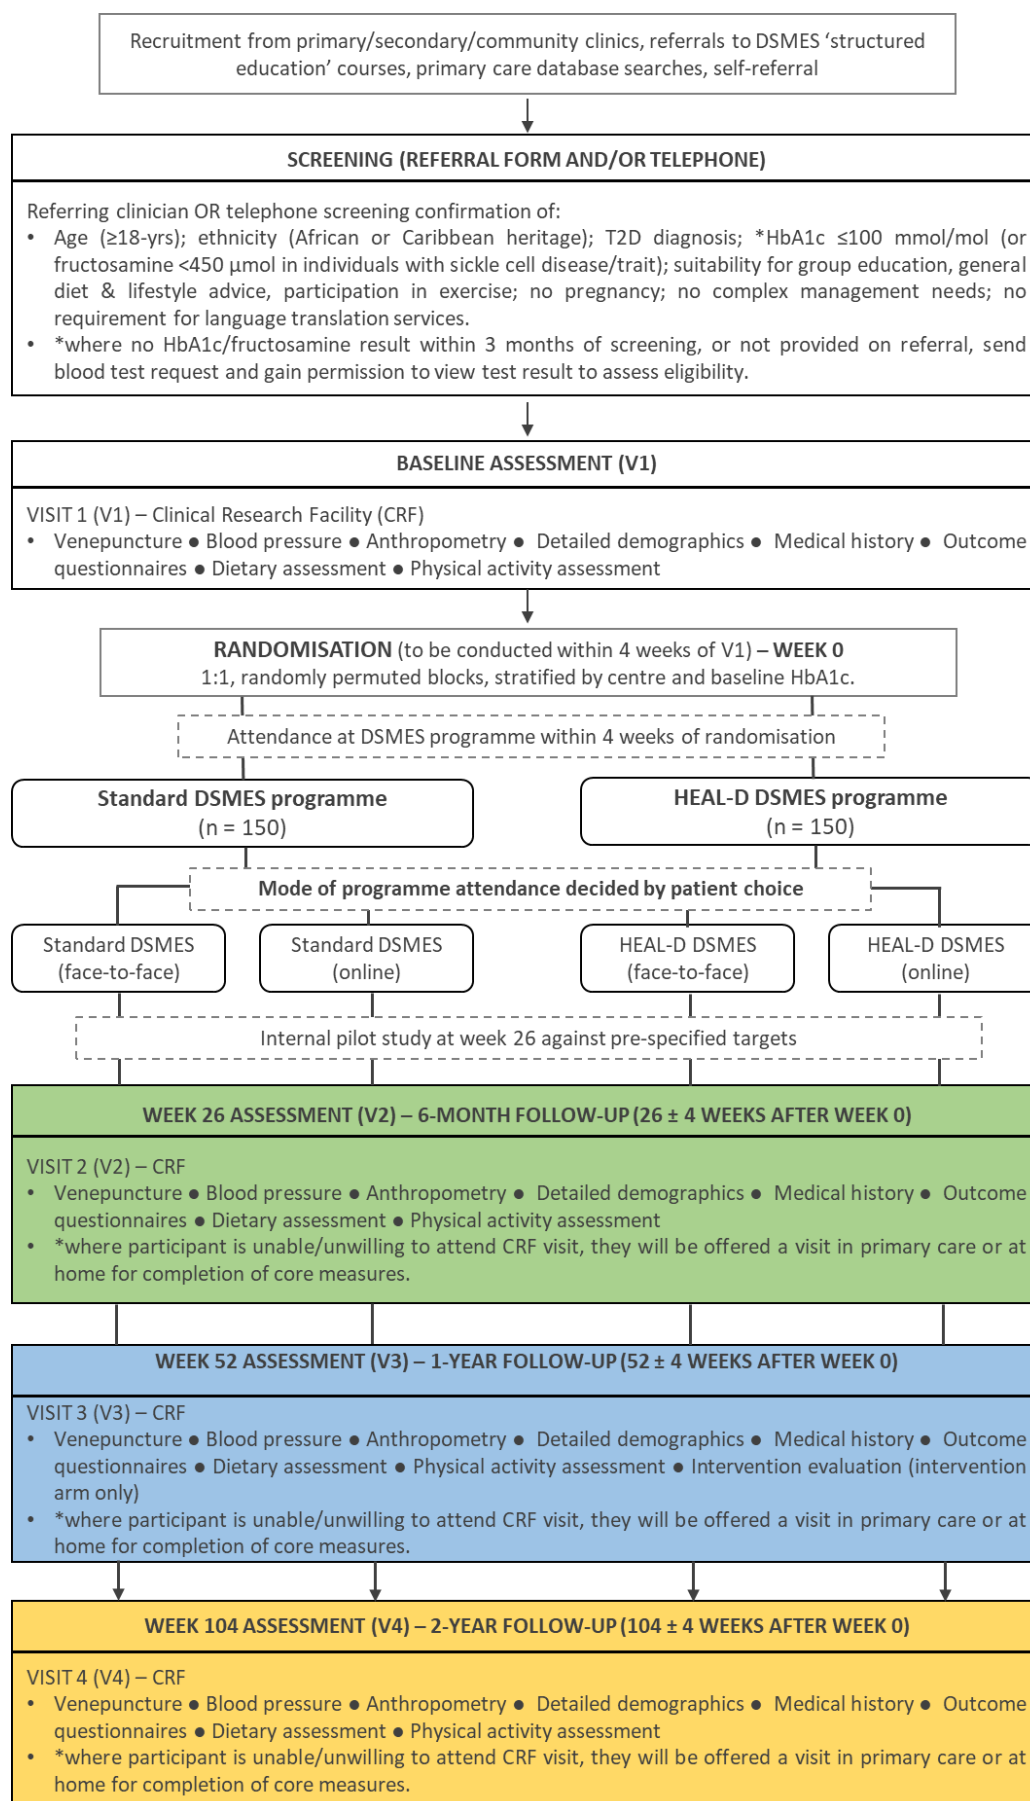 Recruitment from primary/secondary/community clinics, referrals to DSMES ‘structured
education’ courses, primary care database searches, self-referral
SCREENING (REFERRAL FORM AND/OR TELEPHONE)
Referring clinician OR telephone screening confirmation of:
• Age (≥18-yrs); ethnicity (African or Caribbean heritage); T2D diagnosis; *HbA1c ≤100 mmol/mol (or
fructosamine <450 µmol in individuals with sickle cell disease/trait); suitability for group education, general
diet & lifestyle advice, participation in exercise; no pregnancy; no complex management needs; no
requirement for language translation services.
• *where no HbA1c/fructosamine result within 3 months of screening, or not provided on referral, send
blood test request and gain permission to view test result to assess eligibility.
BASELINE ASSESSMENT (V1)
VISIT 1 (V1) – Clinical Research Facility (CRF)
• Venepuncture ● Blood pressure ● Anthropometry ● Detailed demographics ● Medical history ● Outcome
questionnaires ● Dietary assessment ● Physical activity assessment
RANDOMISATION (to be conducted within 4 weeks of V1) – WEEK 0
1:1, randomly permuted blocks, stratified by centre and baseline HbA1c.
Attendance at DSMES programme within 4 weeks of randomisation
Standard DSMES programme
(n = 150)
HEAL-D DSMES programme
(n = 150)
Mode of programme attendance decided by patient choice
Standard DSMES
(face-to-face)
Standard DSMES
(online)
HEAL-D DSMES
(face-to-face)
HEAL-D DSMES
(online)
Internal pilot study at week 26 against pre-specified targets
WEEK 26 ASSESSMENT (V2) – 6-MONTH FOLLOW-UP (26 ± 4 WEEKS AFTER WEEK 0)
VISIT 2 (V2) – CRF
• Venepuncture ● Blood pressure ● Anthropometry ● Detailed demographics ● Medical history ● Outcome
questionnaires ● Dietary assessment ● Physical activity assessment
• *where participant is unable/unwilling to attend CRF visit, they will be offered a visit in primary care or at
home for completion of core measures.
WEEK 52 ASSESSMENT (V3) – 1-YEAR FOLLOW-UP (52 ± 4 WEEKS AFTER WEEK 0)
VISIT 3 (V3) – CRF
• Venepuncture ● Blood pressure ● Anthropometry ● Detailed demographics ● Medical history ● Outcome
questionnaires ● Dietary assessment ● Physical activity assessment ● Intervention evaluation (intervention
arm only)
• *where participant is unable/unwilling to attend CRF visit, they will be offered a visit in primary care or at
home for completion of core measures.
WEEK 104 ASSESSMENT (V4) – 2-YEAR FOLLOW-UP (104 ± 4 WEEKS AFTER WEEK 0)
VISIT 4 (V4) – CRF
• Venepuncture ● Blood pressure ● Anthropometry ● Detailed demographics ● Medical history ● Outcome
questionnaires ● Dietary assessment ● Physical activity assessment
• *where participant is unable/unwilling to attend CRF visit, they will be offered a visit in primary care or at
home for completion of core measures.